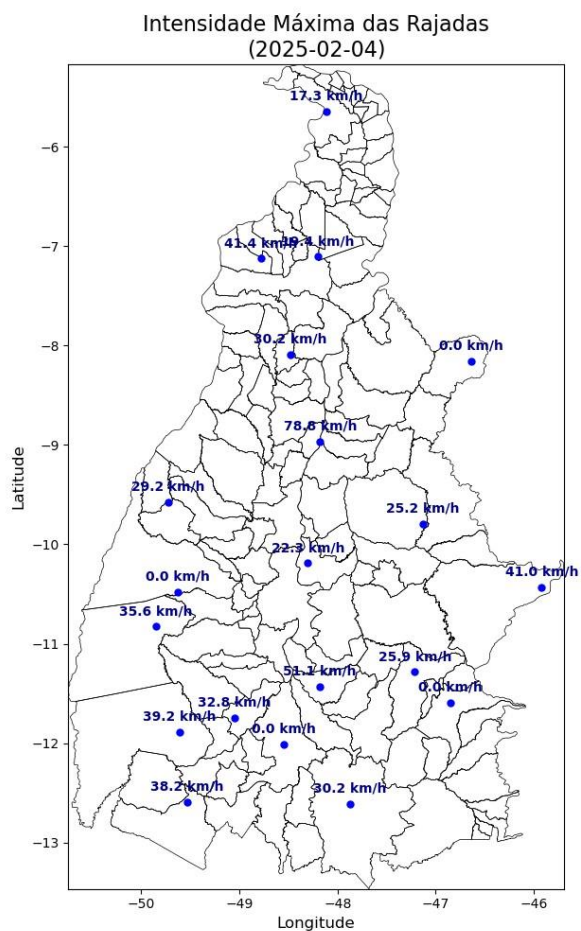 Intensidade Máxima das Rajadas
(2025-02-04)
17.3 km/h
−6
41.4 km/h
km/h
−7
30.2 km/h
0.0 km/h
−8
78.8 km/h
−9
29.2 km/h
25.2 km/h
−10
22.3 km/h
0.0 km/h
41.0 km/h
35.6 km/h
−11
51.1 km/h
25.9 km/h
0.0 km/h
32.8 km/h
39.2 km/h
0.0 km/h
−12
38.2 km/h
30.2 km/h
−13
Latitude
−50
−49
−48
−47
−46
Longitude